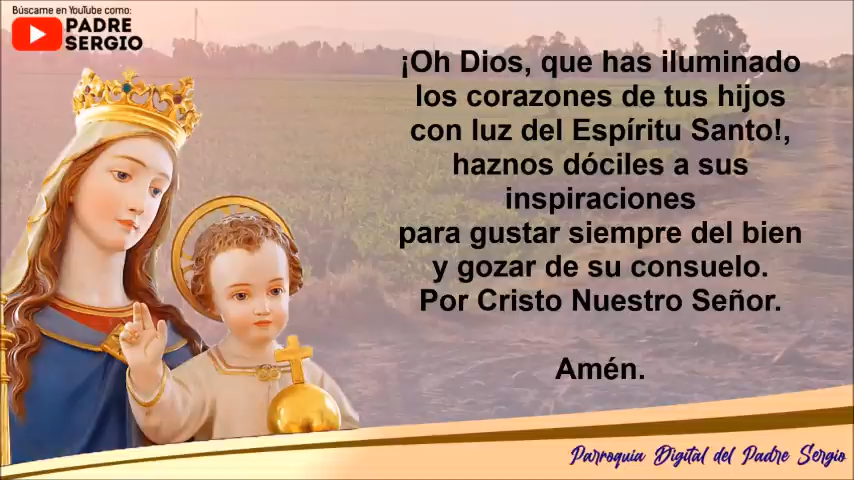 Búscame en YouTube como:
PADRE
SERGIO
¡Oh Dios, que has iluminado
los corazones de tus hijos
con luz del Espíritu Santo!,
haznos dóciles a sus
inspiraciones
para gustar siempre del bien
y gozar de su consuelo.
Por Cristo Nuestro Señor.
Amén.
Parroquia Digital del Padre Sergio